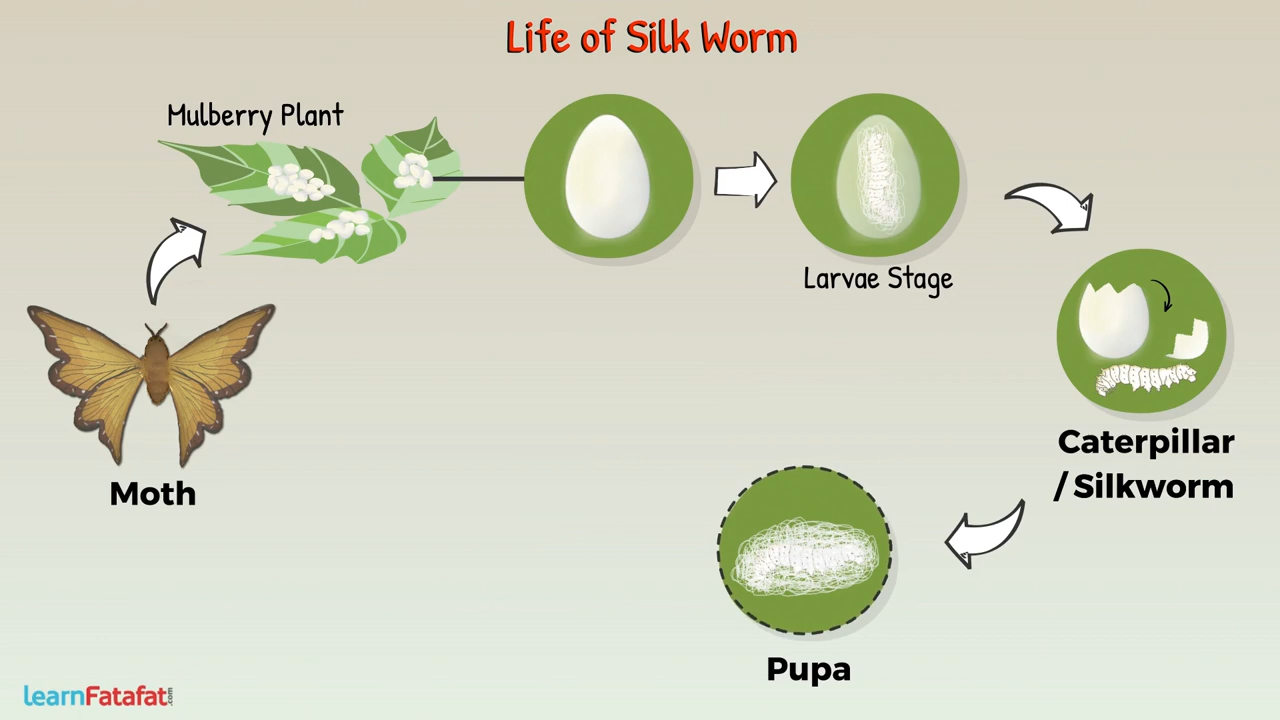 Life of Silk Worm
Mulberry Plant
Larvae Stage
Caterpillar
/Silkworm
Moth
Pupa
learnFatafat.com